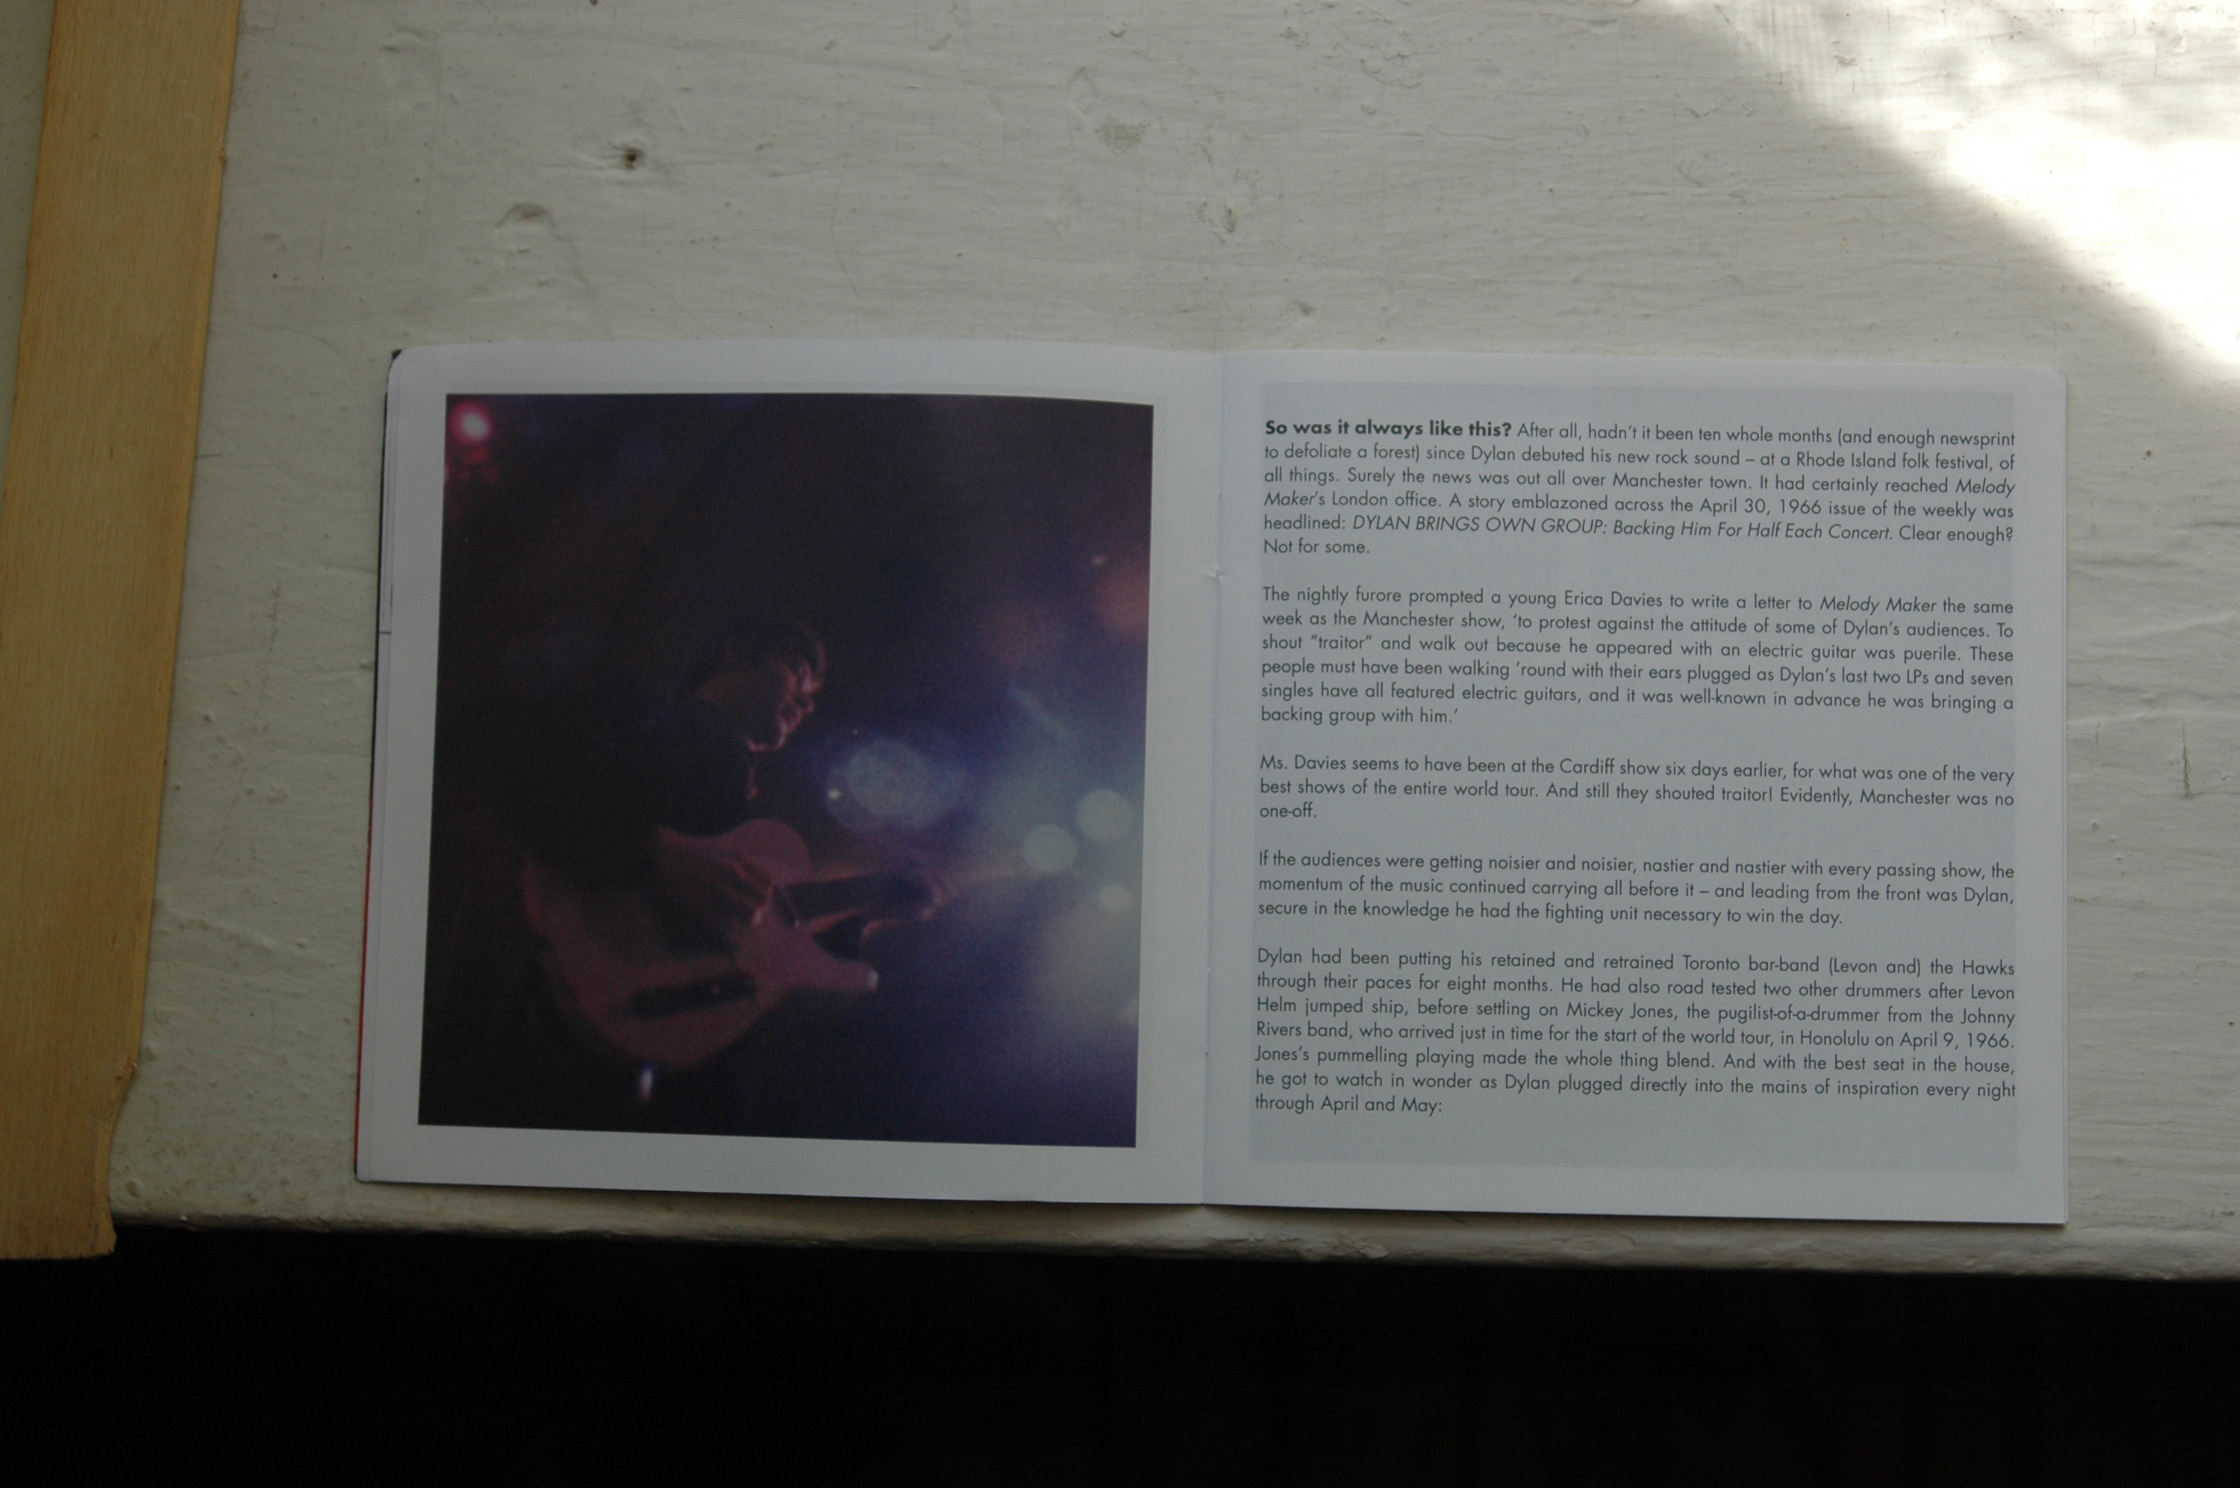 So was it always like this? After all, hadn't it been ten whole months (and enough newsprint
to defoliate a forest) since Dylan debuted his new rock sound – at a Rhode Island folk festival, of
all things. Surely the news was out all over Manchester town. It had certainly reached Melody
Maker's London office. A story emblazoned across the April 30, 1966 issue of the weekly was
headlined: DYLAN BRINGS OWN GROUP: Backing Him For Half Each Concert. Clear enough?
Not for some.
The nightly furore prompted a young Erica Davies to write a letter to Melody Maker the same
week as the Manchester show, 'to protest against the attitude of some of Dylan's audiences. To
shout "traitor" and walk out because he appeared with an electric guitar was puerile. These
people must have been walking 'round with their ears plugged as Dylan's last two LPs and seven
singles have all featured electric guitars, and it was well-known in advance he was bringing a
backing group with him.'
Ms. Davies seems to have been at the Cardiff show six days earlier, for what was one of the very
best shows of the entire world tour. And still they shouted traitor! Evidently, Manchester was no
one-off.
If the audiences were getting noisier and noisier, nastier and nastier with every passing show, the
momentum of the music continued carrying all before it – and leading from the front was Dylan,
secure in the knowledge he had the fighting unit necessary to win the day.
Dylan had been putting his retained and retrained Toronto bar-band (Levon and) the Hawks
through their paces for eight months. He had also road tested two other drummers after Levon
Helm jumped ship, before settling on Mickey Jones, the pugilist-of-a-drummer from the Johnny
Rivers band, who arrived just in time for the start of the world tour, in Honolulu on April 9, 1966.
Jones's pummelling playing made the whole thing blend. And with the best seat in the house,
he got to watch in wonder as Dylan plugged directly into the mains of inspiration every night
through April and May: